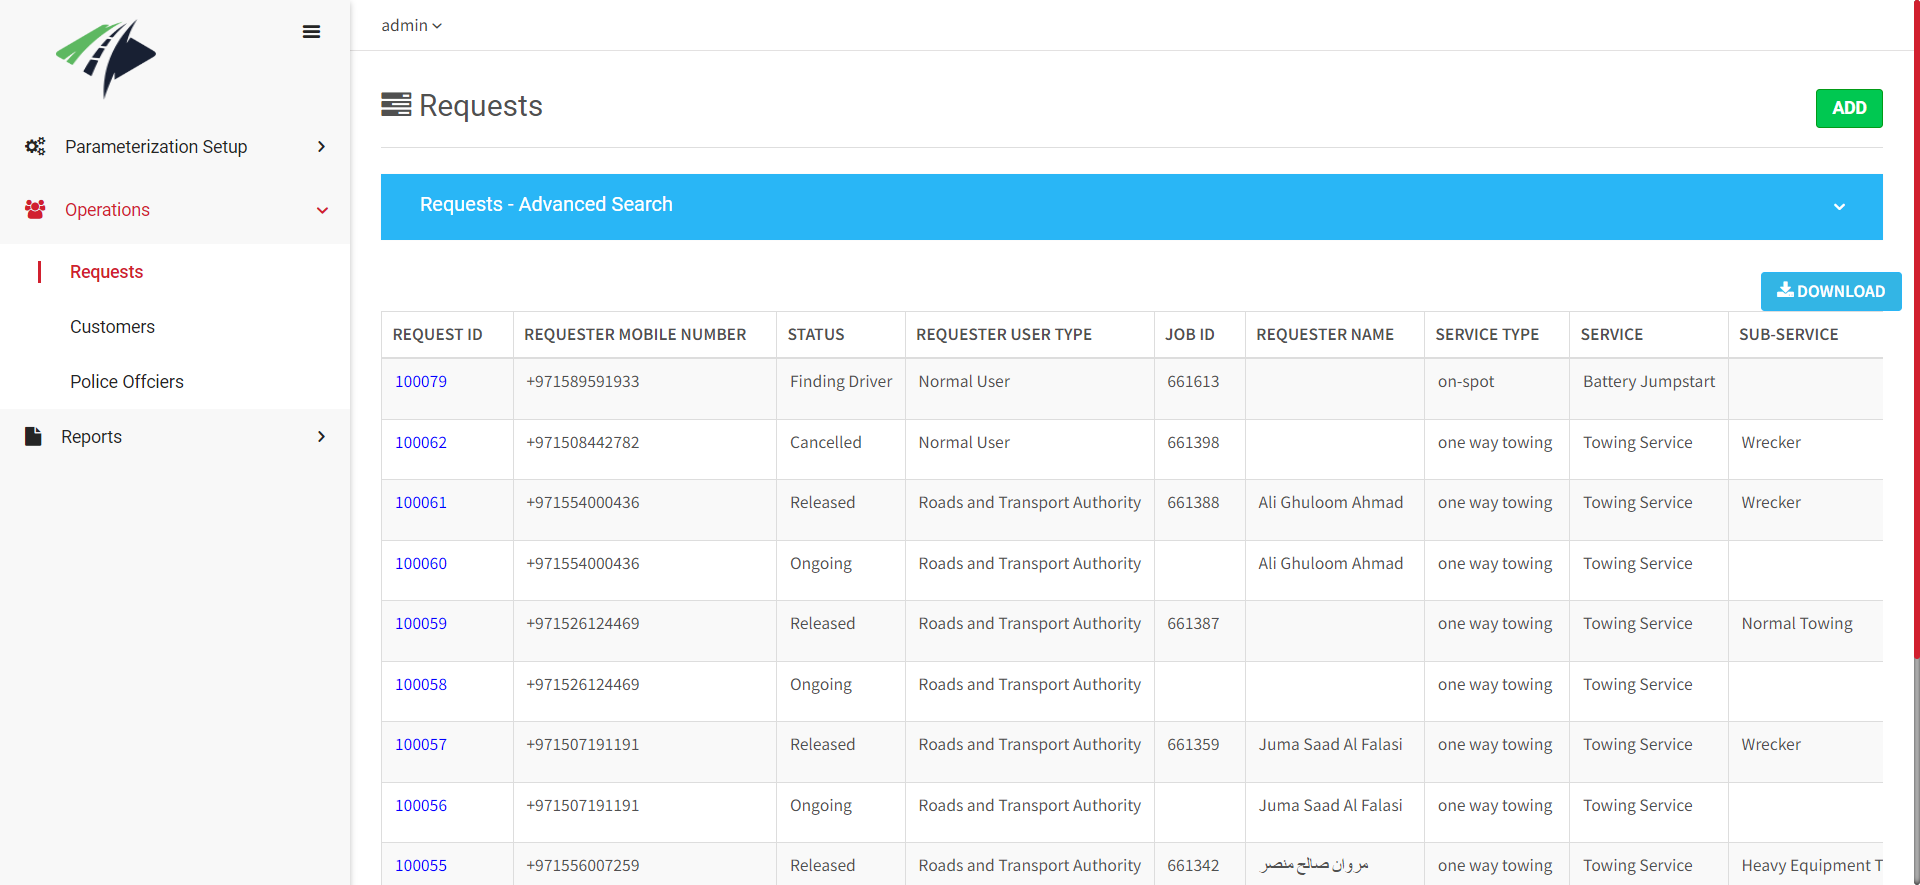 admin
Requests
ADD
Parameterization Setup
Operations
Requests
Customers
Police Offciers
Reports
Requests - Advanced Search
DOWNLOAD
REQUEST ID REQUESTER MOBILE NUMBER STATUS REQUESTER USER TYPE JOB ID REQUESTER NAME SERVICE TYPE SERVICE SUB-SERVICE
100079 +971589591933 Finding Driver Normal User 661613 on-spot Battery Jumpstart
100062 +971508442782 Cancelled Normal User 661398 one way towing Towing Service Wrecker
100061 +971554000436 Released Roads and Transport Authority 661388 Ali Ghuloom Ahmad one way towing Towing Service Wrecker
100060 +971554000436 Ongoing Roads and Transport Authority Ali Ghuloom Ahmad one way towing Towing Service
100059 +971526124469 Released Roads and Transport Authority 661387 one way towing Towing Service Normal Towing
100058 +971526124469 Ongoing Roads and Transport Authority one way towing Towing Service
100057 +971507191191 Released Roads and Transport Authority 661359 Juma Saad Al Falasi one way towing Towing Service Wrecker
100056 +971507191191 Ongoing Roads and Transport Authority Juma Saad Al Falasi one way towing Towing Service
100055 +971556007259 Released Roads and Transport Authority 661342 مروان صالح منصر one way towing Towing Service Heavy Equipment T